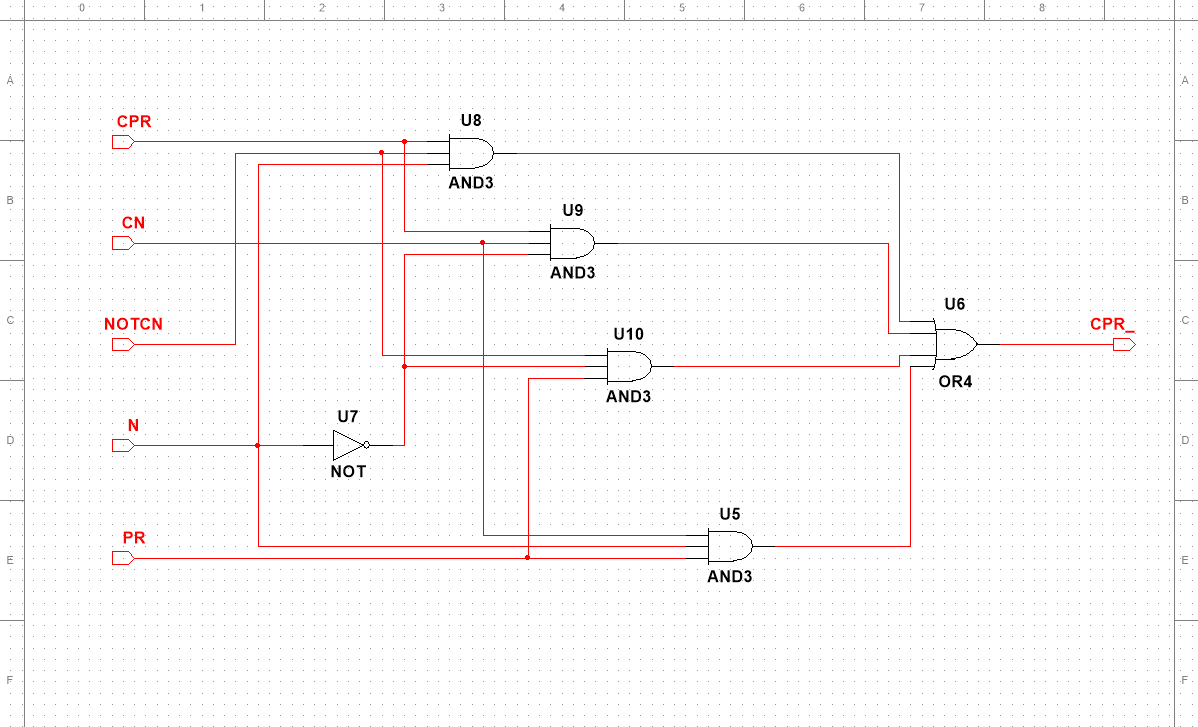 0 1 2 3 4 5 6 7 8
A A
CPR
U8
AND3
B B
CN
U9
AND3
C C
NOTCN
U10
AND3
U6
OR4
CPR_
D D
N
U7
NOT
PR
U5
AND3
E E
F F